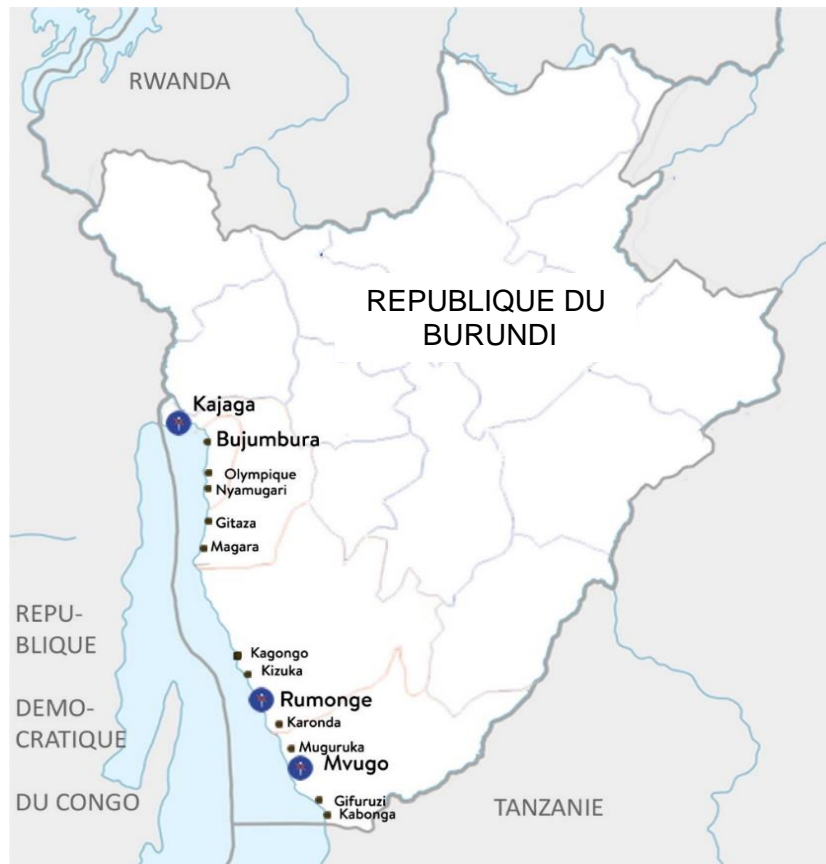 RWANDA
REPUBLIQUE DU
BURUNDI
Kajaga
Bujumbura
Olympique
Nyamugari
Gitaza
Magara
REPU-
BLIQUE
DEMO-
CRATIQUE
DU CONGO
Kagongo
Kizuka
Rumonge
Karonda
Muguruka
Mvugo
Gifuruzi
Kabonga
TANZANIE